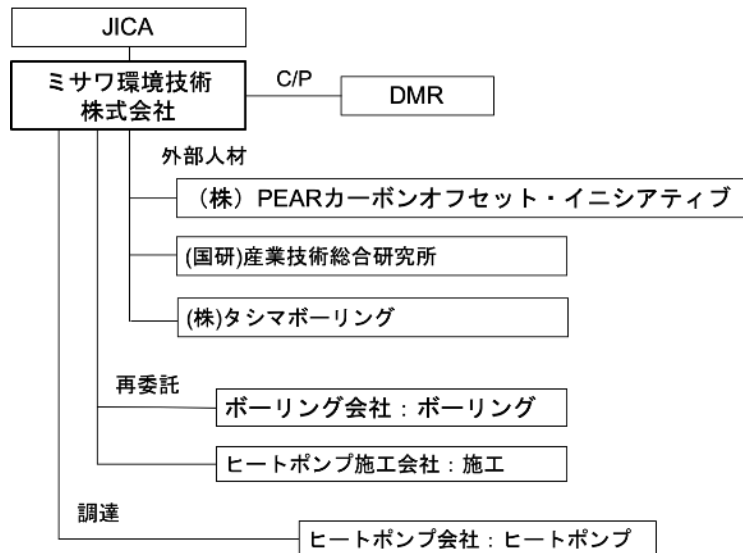 JICA
ミサワ環境技術
株式会社
C/P
DMR
外部人材
（株）PEARカーボンオフセット・イニシアティブ
(国研)産業技術総合研究所
(株)タシマボーリング
再委託
ボーリング会社：ボーリング
ヒートポンプ施工会社：施工
調達
ヒートポンプ会社：ヒートポンプ